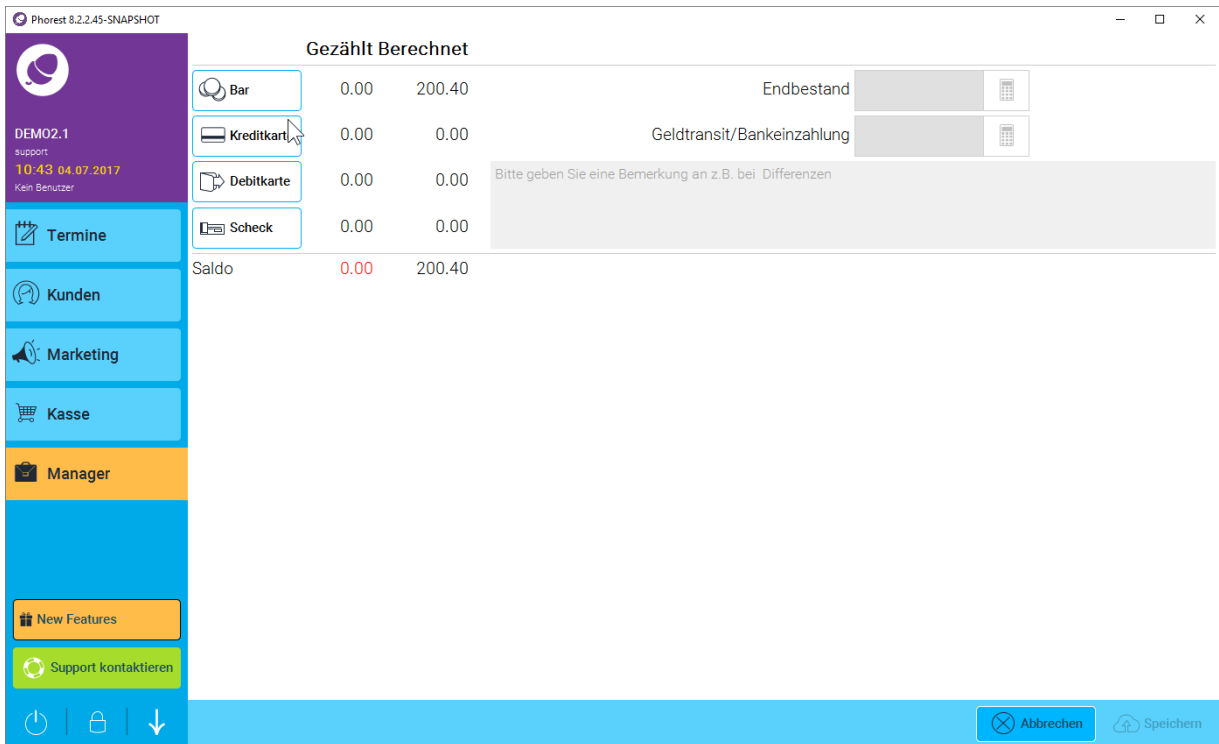 Phorest 8.2.2.45-SNAPSHOT
DEMO2.1
support
10:43 04.07.2017
Kein Benutzer
Termine
Kunden
Marketing
Kasse
Manager
New Features
Support kontaktieren
Gezählt Berechnet
Bar 0.00 200.40 Endbestand
Kreditkart 0.00 0.00 Geldtransit/Bankeinzahlung
Debitkarte 0.00 0.00 Bitte geben Sie eine Bemerkung an z.B. bei Differenzen
Scheck 0.00 0.00
Saldo 0.00 200.40
Abbrechen Speichern